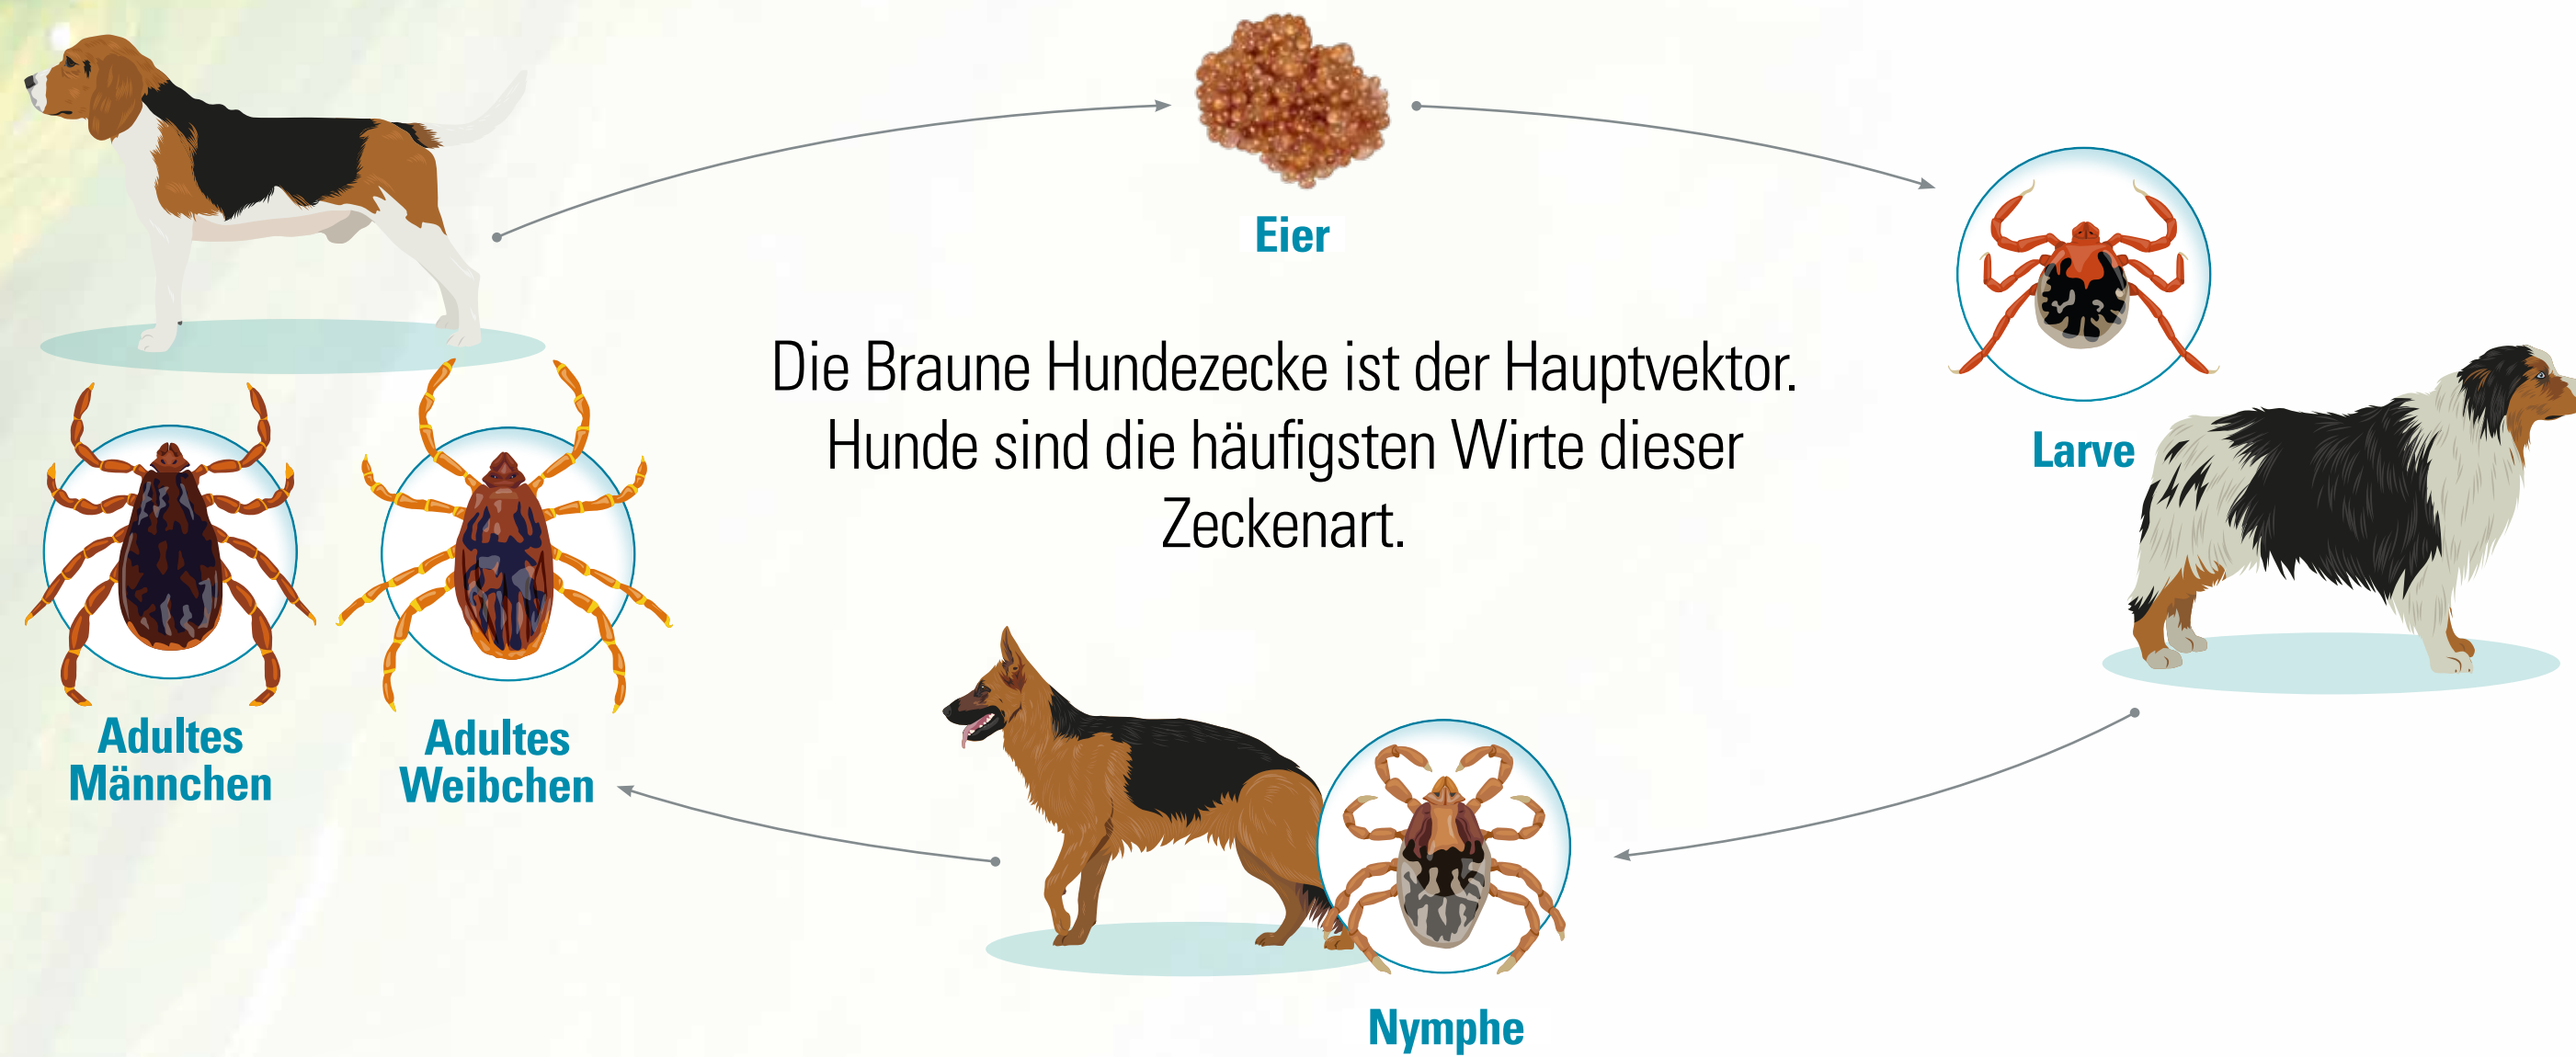 Eier
Die Braune Hundezecke ist der Hauptvektor.
Hunde sind die häufigsten Wirte dieser
Zeckenart.
Larve
Adultes
Männchen
Adultes
Weibchen
Nymphe